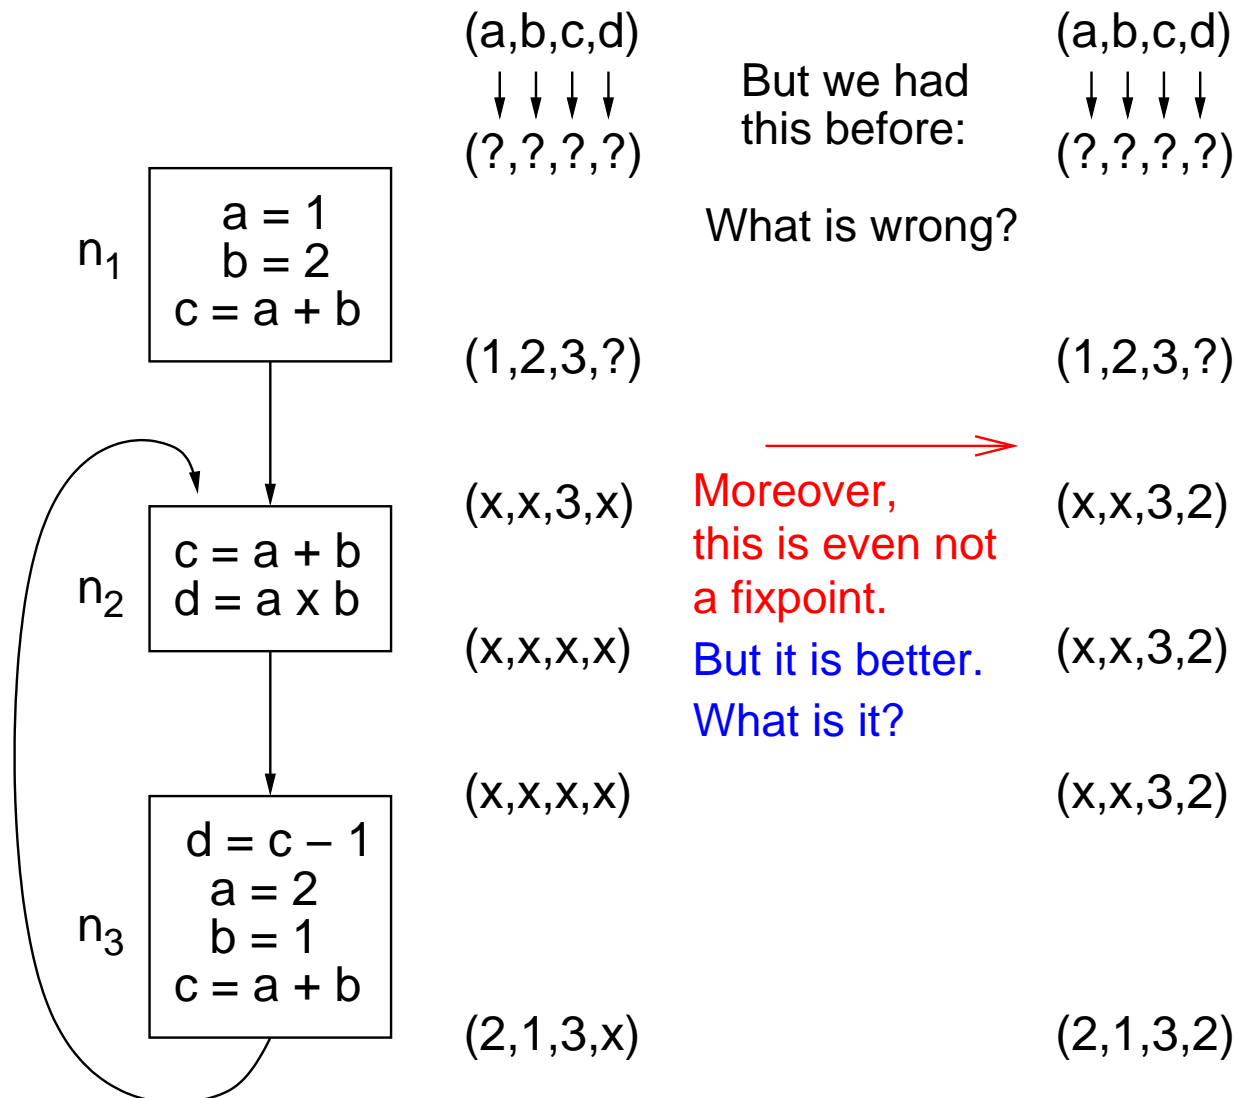 (a,b,c,d)
(?,?,?,?)
But we had
this before:
What is wrong?
(a,b,c,d)
(?,?,?,?)
n1
a = 1
b = 2
c = a + b
(1,2,3,?)
(1,2,3,?)
(x,x,3,x)
Moreover,
this is even not
a fixpoint.
But it is better.
What is it?
(x,x,3,2)
n2
c = a + b
d = a x b
(x,x,x,x)
(x,x,3,2)
(x,x,x,x)
(x,x,3,2)
n3
d = c – 1
a = 2
b = 1
c = a + b
(2,1,3,x)
(2,1,3,2)